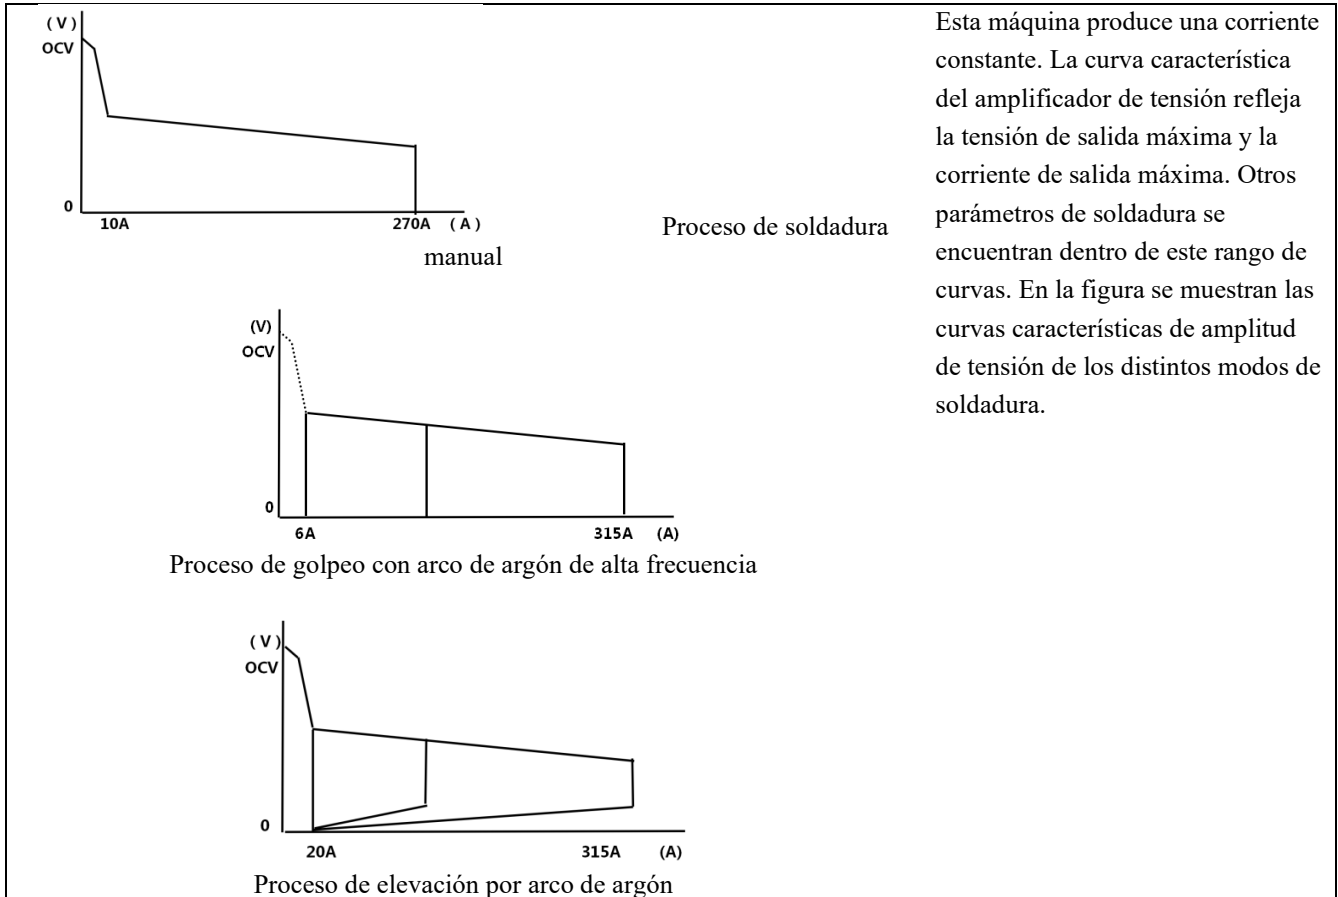 ( V )
OCV
0
10A
270A ( A )
Proceso de soldadura
manual
(V)
OCV
0
6A
315A (A)
Proceso de golpeo con arco de argón de alta frecuencia
( V )
OCV
0
20A
315A (A)
Proceso de elevación por arco de argón
Esta máquina produce una corriente
constante. La curva característica
del amplificador de tensión refleja
la tensión de salida máxima y la
corriente de salida máxima. Otros
parámetros de soldadura se
encuentran dentro de este rango de
curvas. En la figura se muestran las
curvas características de amplitud
de tensión de los distintos modos de
soldadura.